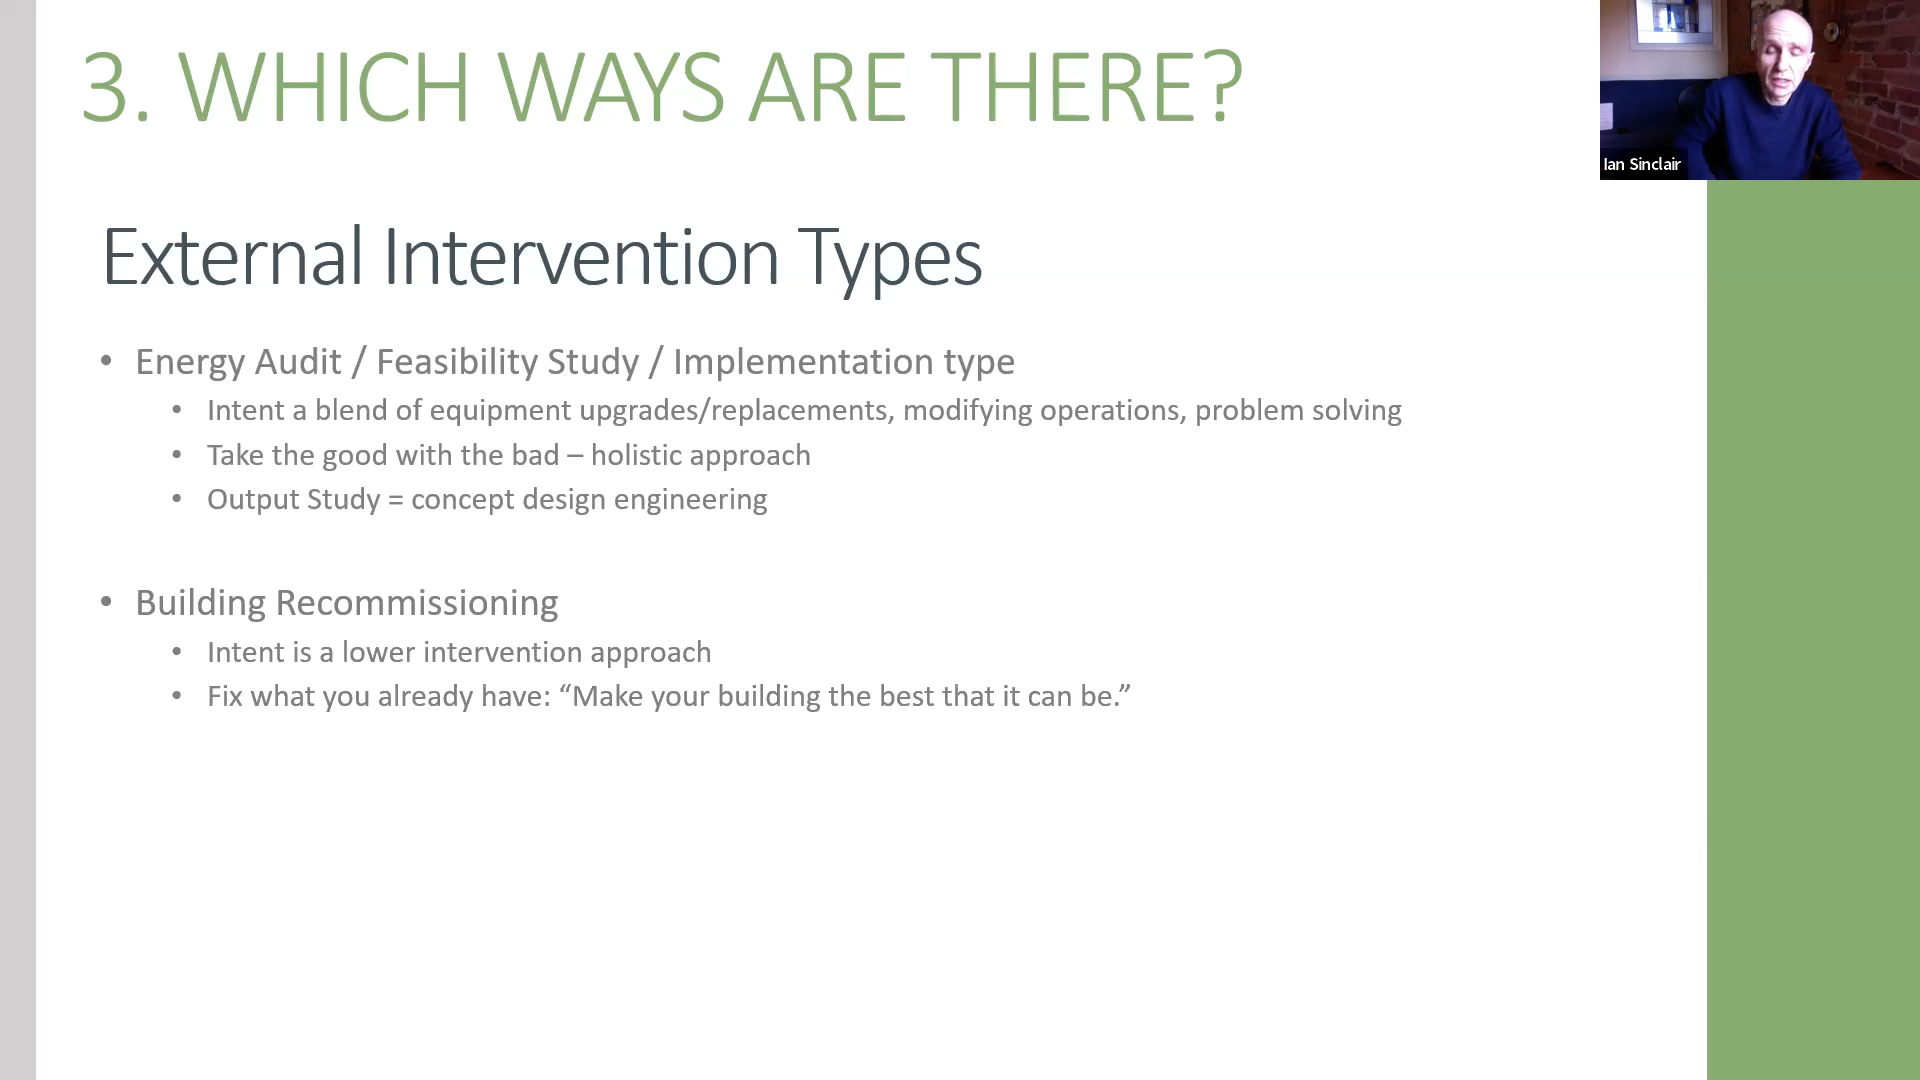 3. WHICH WAYS ARE THERE?
Ian Sinclair
External Intervention Types
• Energy Audit / Feasibility Study / Implementation type
• Intent a blend of equipment upgrades/replacements, modifying operations, problem solving
• Take the good with the bad – holistic approach
• Output Study = concept design engineering
• Building Recommissioning
• Intent is a lower intervention approach
• Fix what you already have: “Make your building the best that it can be.”